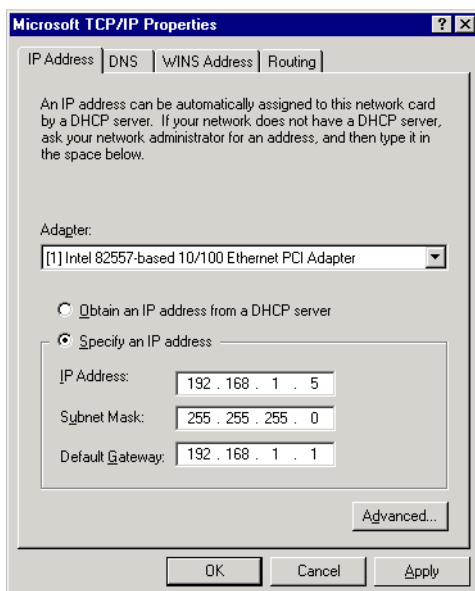 Microsoft TCP/IP Properties
? X
IP Address DNS WINS Address Routing
An IP address can be automatically assigned to this network card
by a DHCP server. If your network does not have a DHCP server,
ask your network administrator for an address, and then type it in
the space below.
Adapter:
[1] Intel 82557-based 10/100 Ethernet PCI Adapter
Obtain an IP address from a DHCP server
Specify an IP address
IP Address: 192 . 168 . 1 . 5
Subnet Mask: 255 . 255 . 255 . 0
Default Gateway: 192 . 168 . 1 . 1
Advanced...
OK Cancel Apply